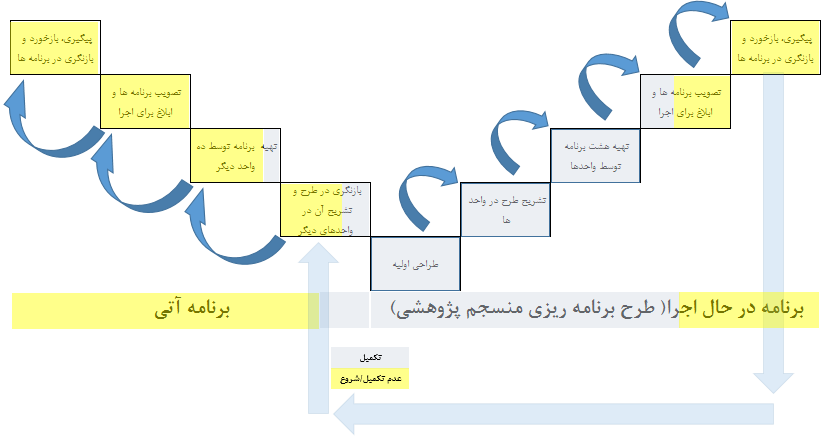 پیگیری، بازخورد و
بازنگری در برنامه ها
تصویب برنامه ها و
ابلاغ برای اجرا
تهیه هشت برنامه
توسط واحدها
تشریح طرح در واحد
ها
طراحی اولیه
بازنگری در طرح و
تشریح آن در
واحدهای دیگر
تهیه برنامه توسط ده
واحد دیگر
تصویب برنامه ها و
ابلاغ برای اجرا
پیگیری، بازخورد و
بازنگری در برنامه ها
برنامه در حال اجرا( طرح برنامه ریزی منسجم پژوهشی)
برنامه آتی
تکمیل
عدم تکمیل/شروع